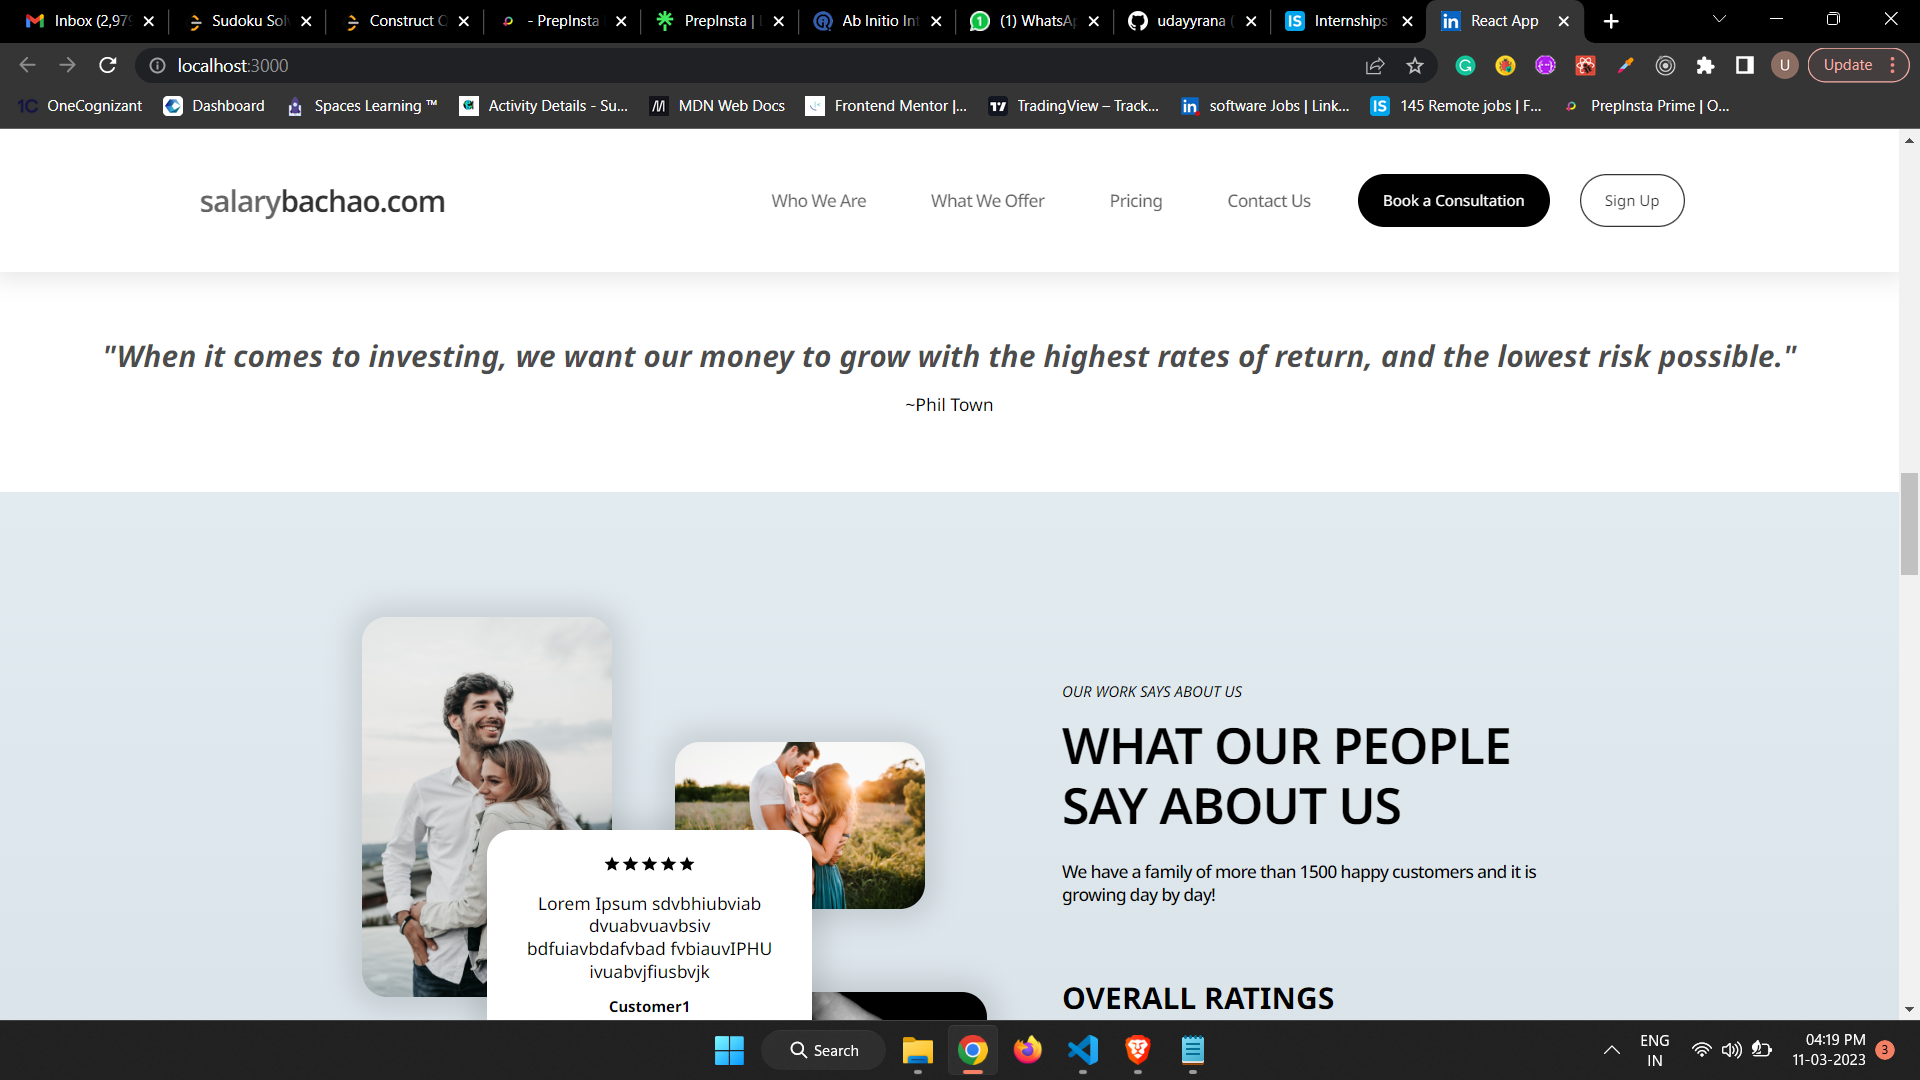 Inbox (2,97
Sudoku Sol
Construct
- PrepInsta
PrepInsta |
Ab Initio In
(1) WhatsA
udayyrana
Internships
React App
localhost:3000
U
Update
OneCognizant
Dashboard
Spaces Learning ™
Activity Details - Su...
MDN Web Docs
Frontend Mentor |...
TradingView – Track...
software Jobs | Link...
145 Remote jobs | F...
PrepInsta Prime | O...
salarybachao.com
Who We Are
What We Offer
Pricing
Contact Us
Book a Consultation
Sign Up
"When it comes to investing, we want our money to grow with the highest rates of return, and the lowest risk possible."
~Phil Town
OUR WORK SAYS ABOUT US
WHAT OUR PEOPLE
SAY ABOUT US
We have a family of more than 1500 happy customers and it is
growing day by day!
Lorem Ipsum sdvbhiubviab
dvuabvuavbsiv
bdfuiavbdafvbad fvbiauvIPHU
ivuabvjfiusbvjk
Customer1
OVERALL RATINGS
Search
ENG
IN
04:19 PM
11-03-2023
3